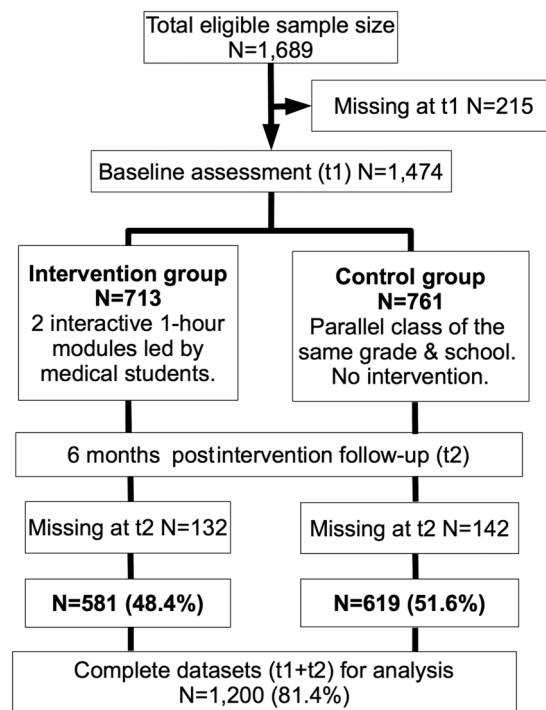 Total eligible sample size
N=1,689
Missing at t1 N=215
Baseline assessment (t1) N=1,474
Intervention group
N=713
2 interactive 1-hour
modules led by
medical students.
Control group
N=761
Parallel class of the
same grade & school.
No intervention.
6 months postintervention follow-up (t2)
Missing at t2 N=132
Missing at t2 N=142
N=581 (48.4%)
N=619 (51.6%)
Complete datasets (t1+t2) for analysis
N=1,200 (81.4%)